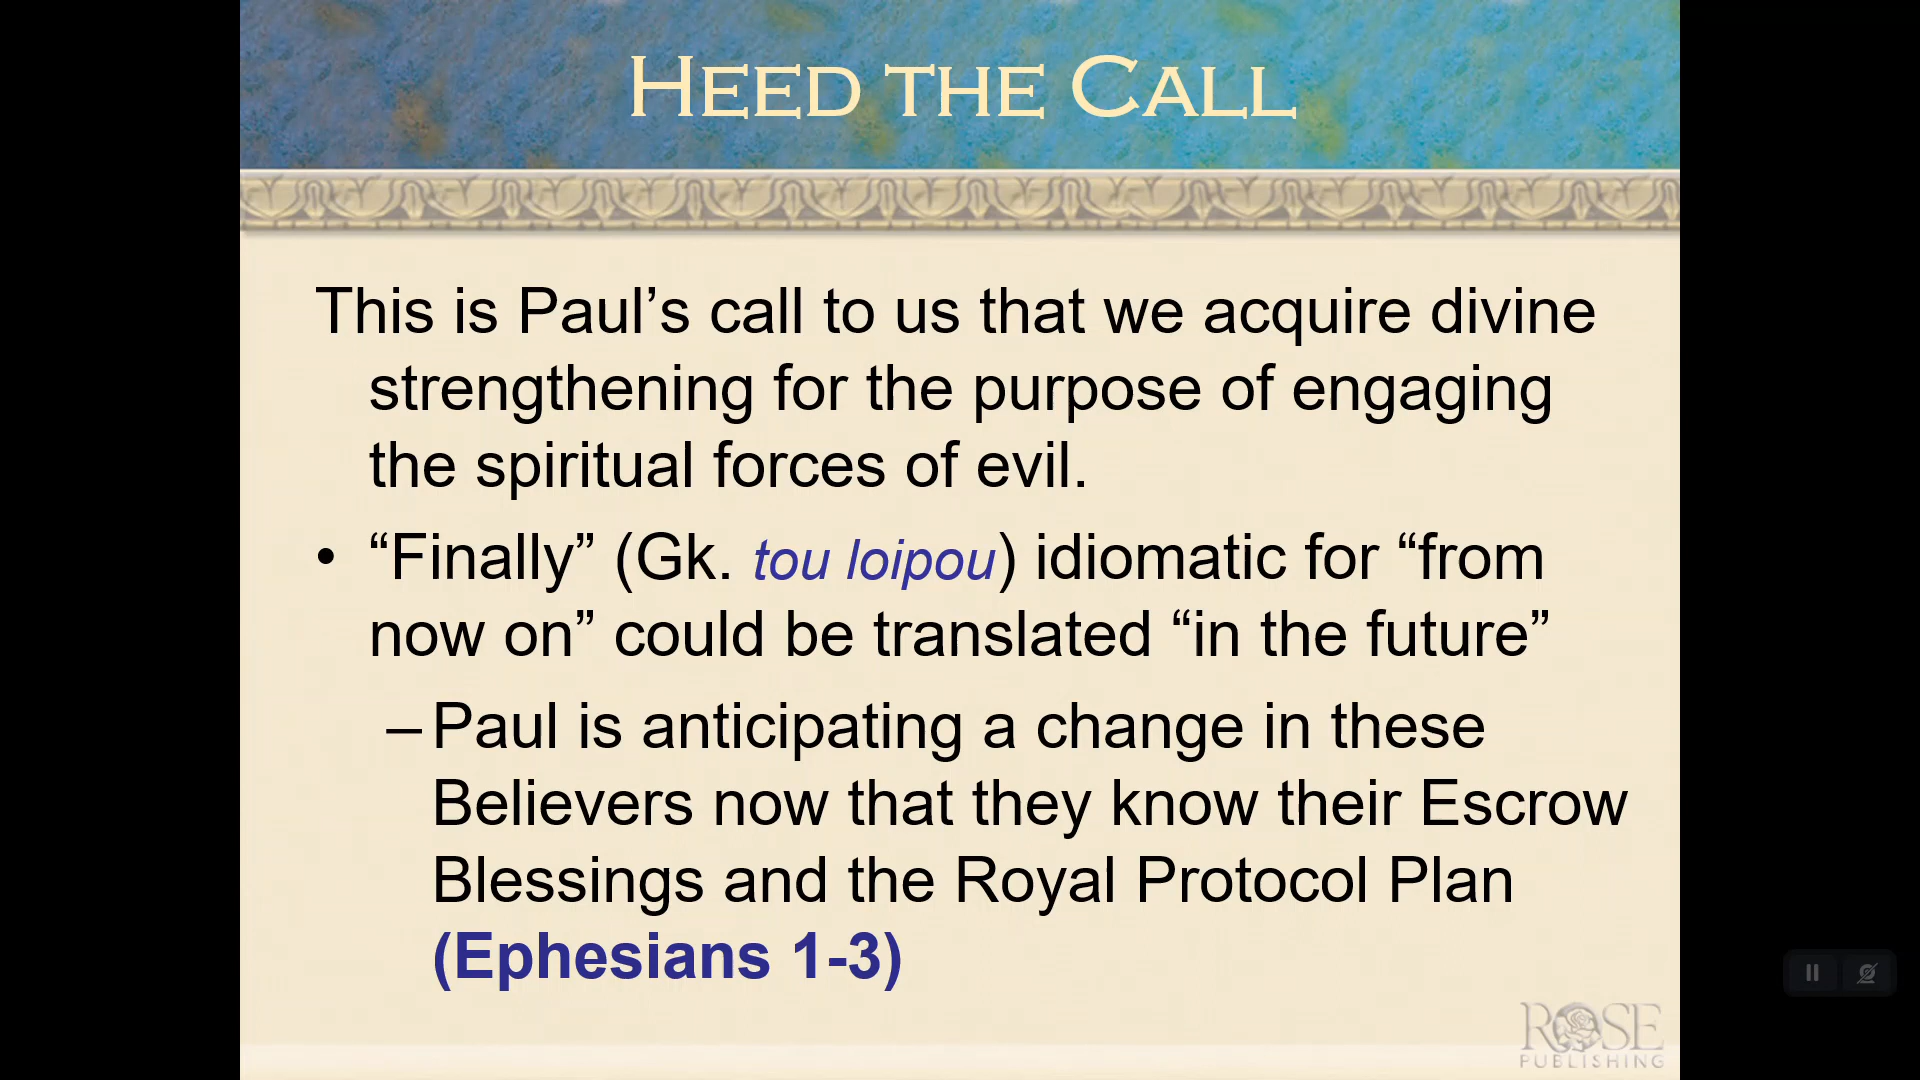 HEED THE CALL
This is Paul’s call to us that we acquire divine
strengthening for the purpose of engaging
the spiritual forces of evil.
• “Finally” (Gk. tou loipou) idiomatic for “from
now on” could be translated “in the future”
– Paul is anticipating a change in these
Believers now that they know their Escrow
Blessings and the Royal Protocol Plan
(Ephesians 1-3)
ROSE
PUBLISHING